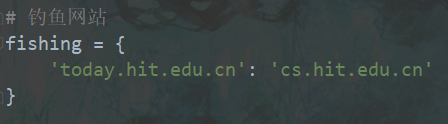 # 钓鱼网站
fishing = {
    'today.hit.edu.cn': 'cs.hit.edu.cn'
}